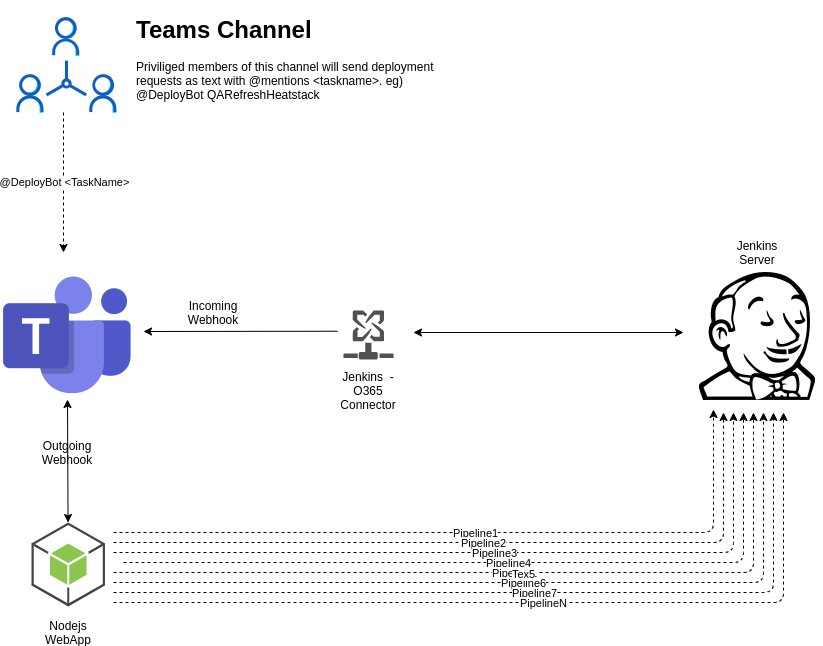 Teams Channel
Priviliged members of this channel will send deployment
requests as text with @mentions <taskname>. eg)
@DeployBot QARefreshHeatstack
@DeployBot <TaskName>
Jenkins
Server
T
Incoming
Webhook
Jenkins -
O365
Connector
Outgoing
Webhook
Pipeline1
Pipeline2
Pipeline3
Pipeline4
Tex5
Pipeline6
Pipeline7
PipelineN
Nodejs
WebApp